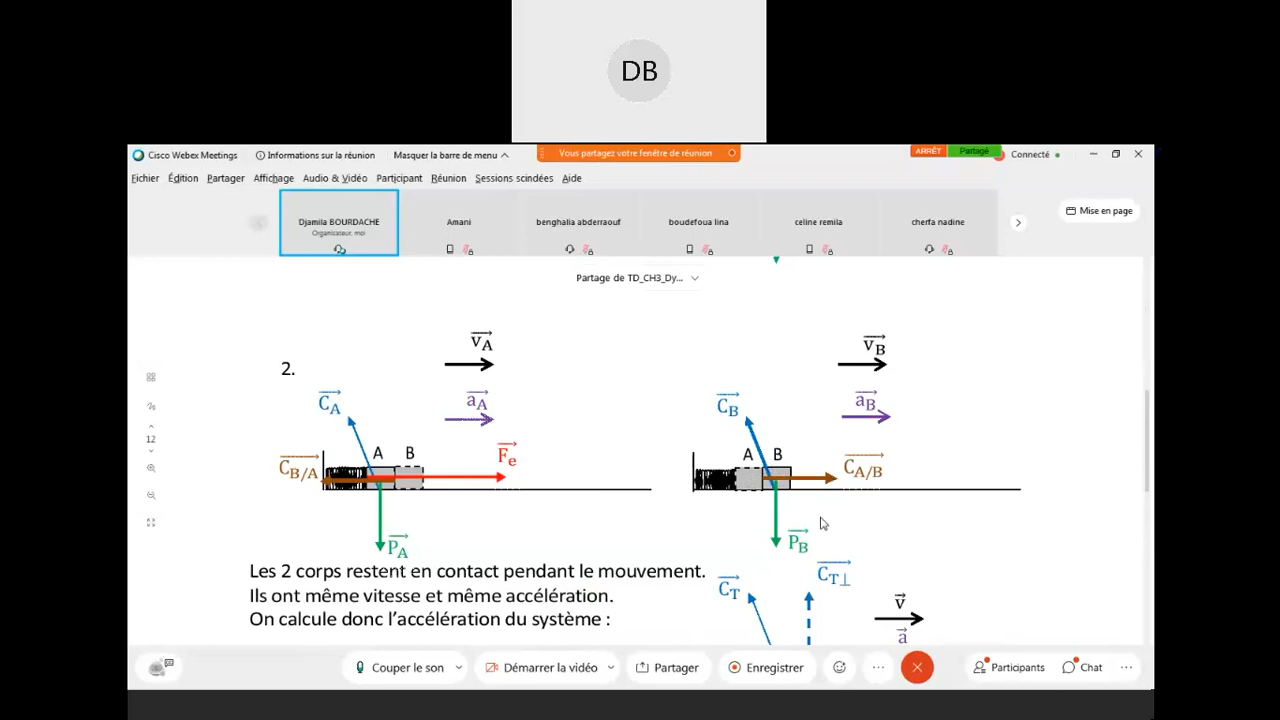 DB
Cisco Webex Meetings
Informations sur la réunion
Masquer la barre de menu
Vous partagez votre fenêtre de réunion
ARRÊT
Partagé
Connecté
Fichier Édition Partager Affichage Audio & Vidéo Participant Réunion Sessions scindées Aide
Djamila BOURDACHE
Organisateur, moi
Amani
benghalia abderraouf
boudefoua lina
celine remila
cherfa nadine
Mise en page
Partage de TD_CH3_Dy...
12
2.
v⃗A
v⃗B
C⃗A
a⃗A
C⃗B
a⃗B
A B
F⃗e
C⃗B/A
A B
C⃗A/B
P⃗A
P⃗B
Les 2 corps restent en contact pendant le mouvement.
Ils ont même vitesse et même accélération.
On calcule donc l’accélération du système :
C⃗T
C⃗T⊥
v⃗
a⃗
Couper le son
Démarrer la vidéo
Partager
Enregistrer
Participants
Chat